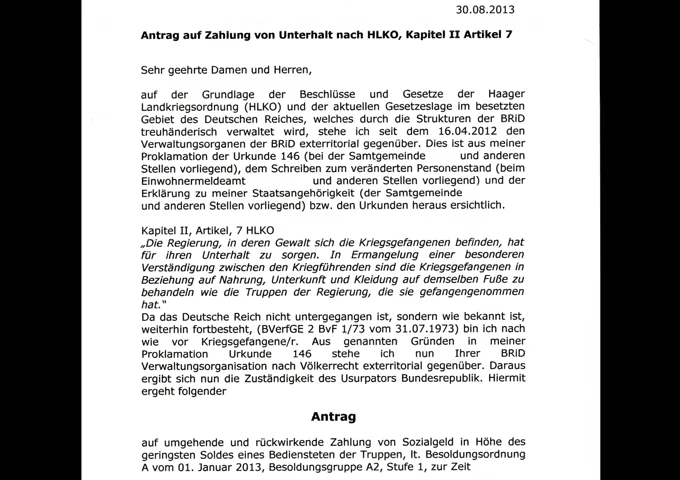 30.08.2013
Antrag auf Zahlung von Unterhalt nach HLKO, Kapitel II Artikel 7
Sehr geehrte Damen und Herren,
auf der Grundlage der Beschlüsse und Gesetze der Haager
Landkriegsordnung (HLKO) und der aktuellen Gesetzeslage im besetzten
Gebiet des Deutschen Reiches, welches durch die Strukturen der BRiD
treuhänderisch verwaltet wird, stehe ich seit dem 16.04.2012 den
Verwaltungsorganen der BRiD exterritorial gegenüber. Dies ist aus meiner
Proklamation der Urkunde 146 (bei der Samtgemeinde und anderen
Stellen vorliegend), dem Schreiben zum veränderten Personenstand (beim
Einwohnermeldeamt und anderen Stellen vorliegend) und der
Erklärung zu meiner Staatsangehörigkeit (der Samtgemeinde
und anderen Stellen vorliegend) bzw. den Urkunden heraus ersichtlich.
Kapitel II, Artikel, 7 HLKO
„Die Regierung, in deren Gewalt sich die Kriegsgefangenen befinden, hat
für ihren Unterhalt zu sorgen. In Ermangelung einer besonderen
Verständigung zwischen den Kriegführenden sind die Kriegsgefangenen in
Beziehung auf Nahrung, Unterkunft und Kleidung auf demselben Fuße zu
behandeln wie die Truppen der Regierung, die sie gefangengenommen
hat."
Da das Deutsche Reich nicht untergegangen ist, sondern wie bekannt ist,
weiterhin fortbesteht, (BVerfGE 2 BvF 1/73 vom 31.07.1973) bin ich nach
wie vor Kriegsgefangene/r. Aus genannten Gründen in meiner
Proklamation Urkunde 146 stehe ich nun Ihrer BRiD
Verwaltungsorganisation nach Völkerrecht exterritorial gegenüber. Daraus
ergibt sich nun die Zuständigkeit des Usurpators Bundesrepublik. Hiermit
ergeht folgender
Antrag
auf umgehende und rückwirkende Zahlung von Sozialgeld in Höhe des
geringsten Soldes eines Bediensteten der Truppen, lt. Besoldungsordnung
A vom 01. Januar 2013, Besoldungsgruppe A2, Stufe 1, zur Zeit